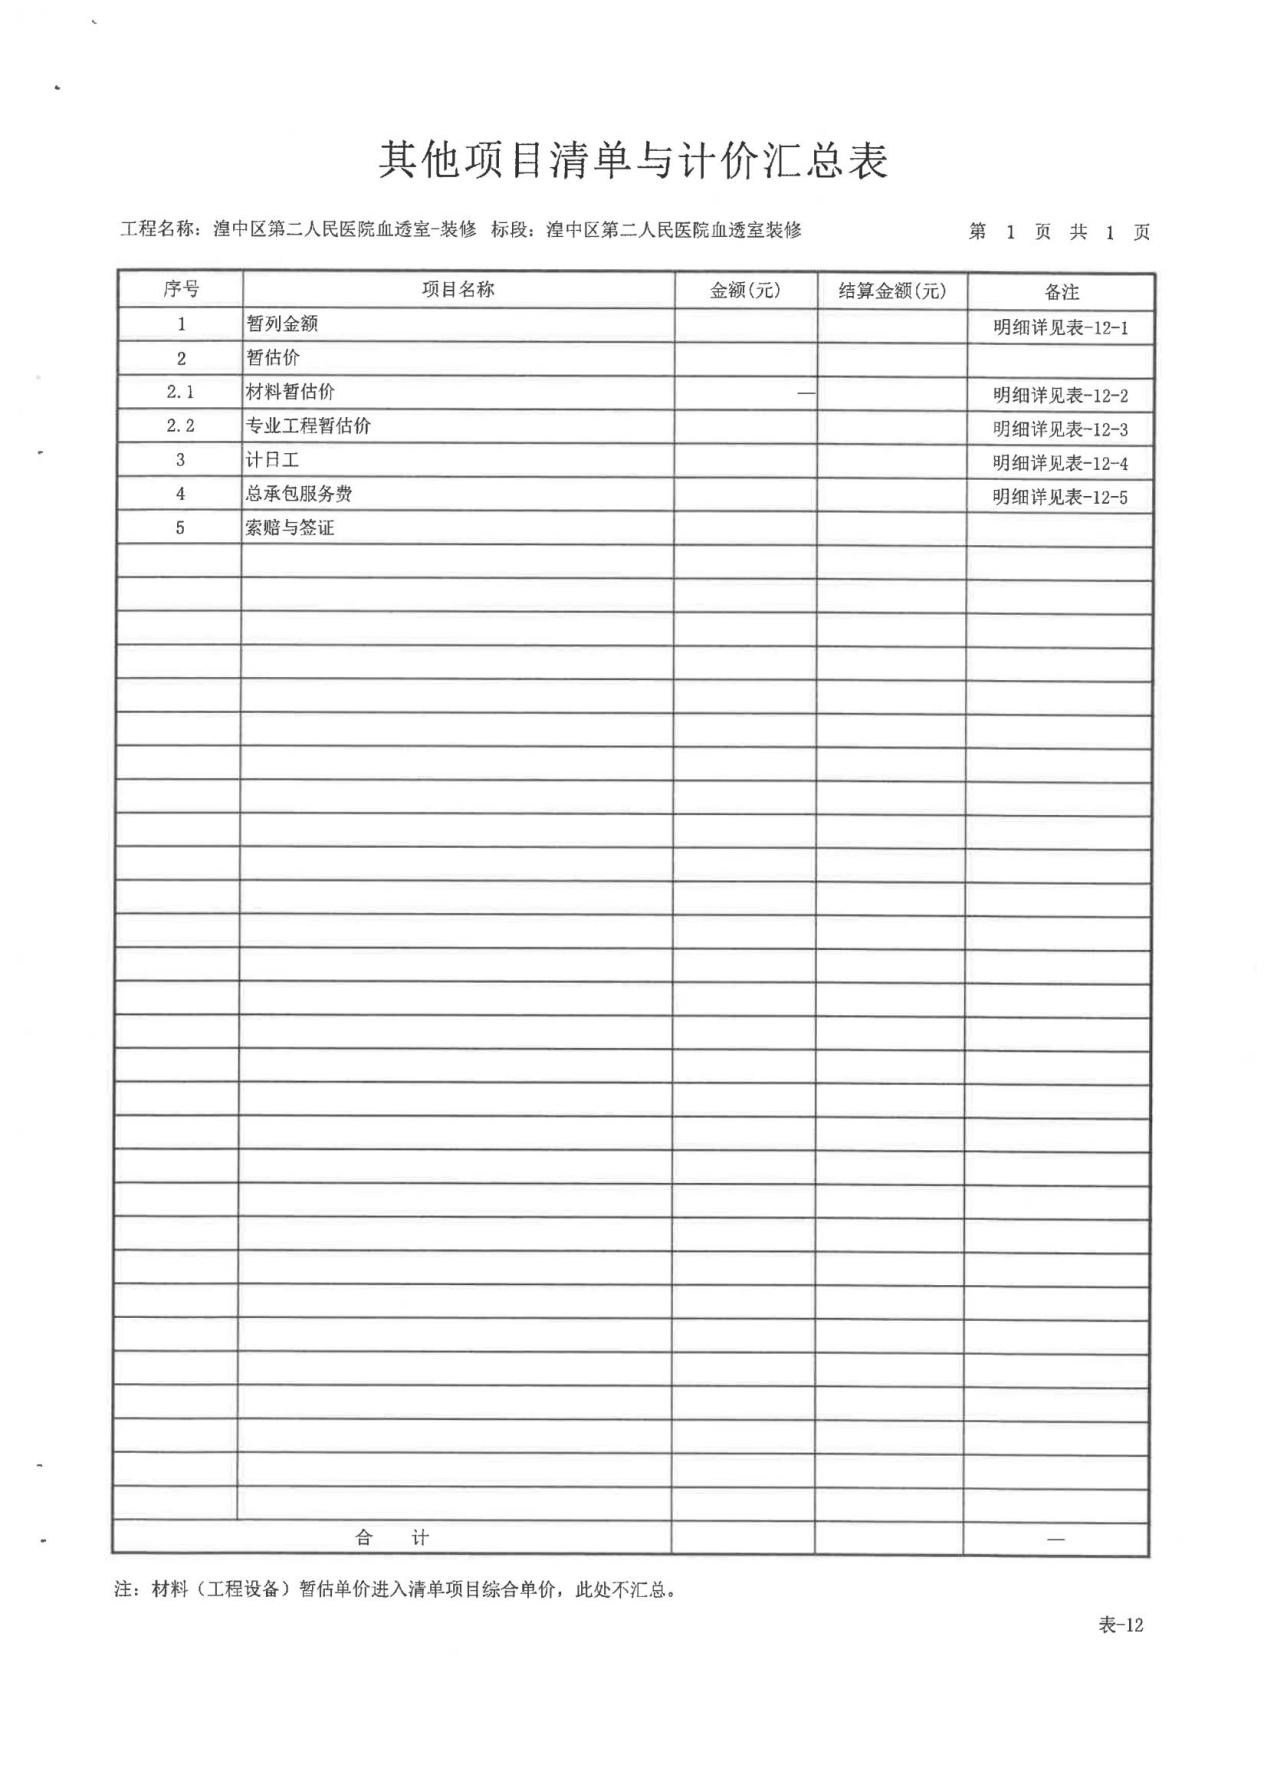 其他项目清单与计价汇总表
工程名称：湟中区第二人民医院血透室-装修 标段：湟中区第二人民医院血透室装修 第 1 页 共 1 页
序号 项目名称 金额(元) 结算金额(元) 备注
1 暂列金额 明细详见表-12-1
2 暂估价
2.1 材料暂估价 — 明细详见表-12-2
2.2 专业工程暂估价 明细详见表-12-3
3 计日工 明细详见表-12-4
4 总承包服务费 明细详见表-12-5
5 索赔与签证
合 计 —
注：材料（工程设备）暂估单价进入清单项目综合单价，此处不汇总。
表-12